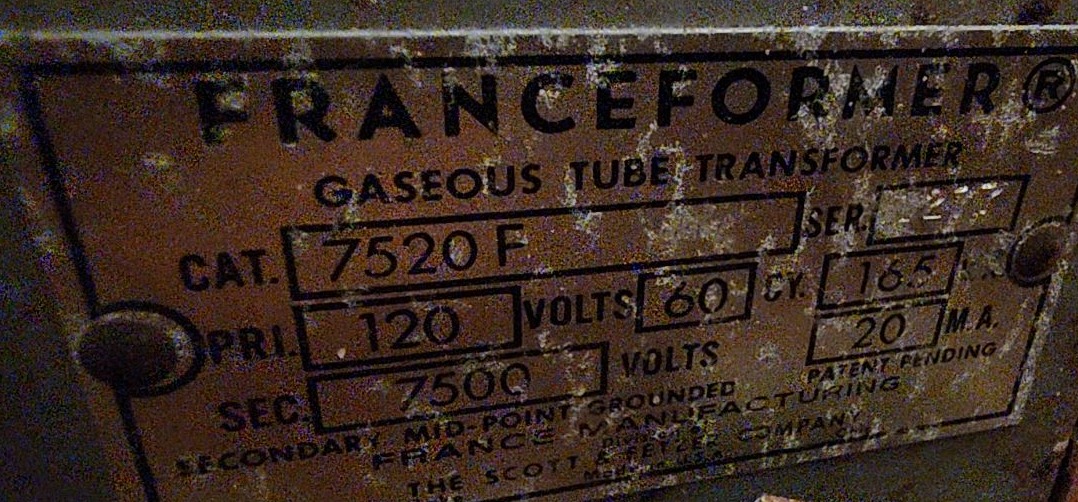 FRANCEFORMER®
GASEOUS TUBE TRANSFORMER
CAT. 7520 F SER.
PRI. 120 VOLTS 60 CY. 165
SEC. 7500 VOLTS 20 M.A.
PATENT PENDING
SECONDARY MID-POINT GROUNDED
FRANCE MANUFACTURING
THE SCOTT & FETZER COMPANY